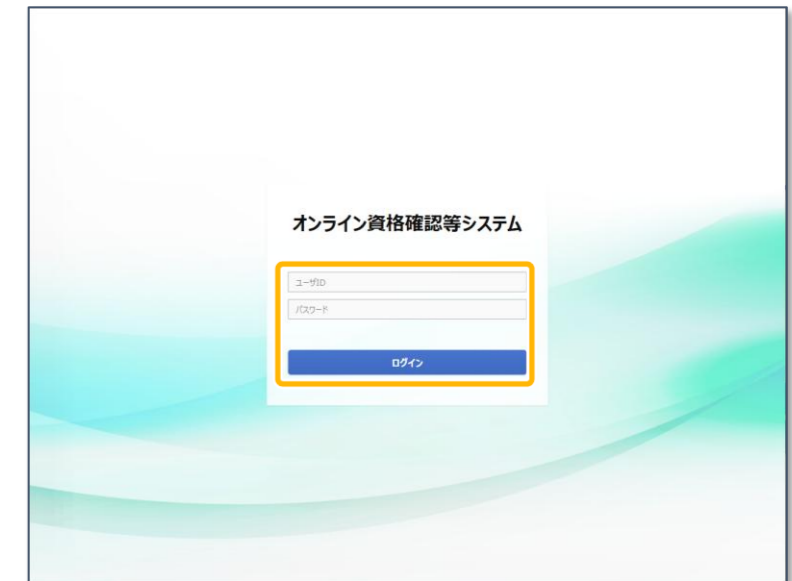 オンライン資格確認等システム
ユーザID
パスワード
ログイン